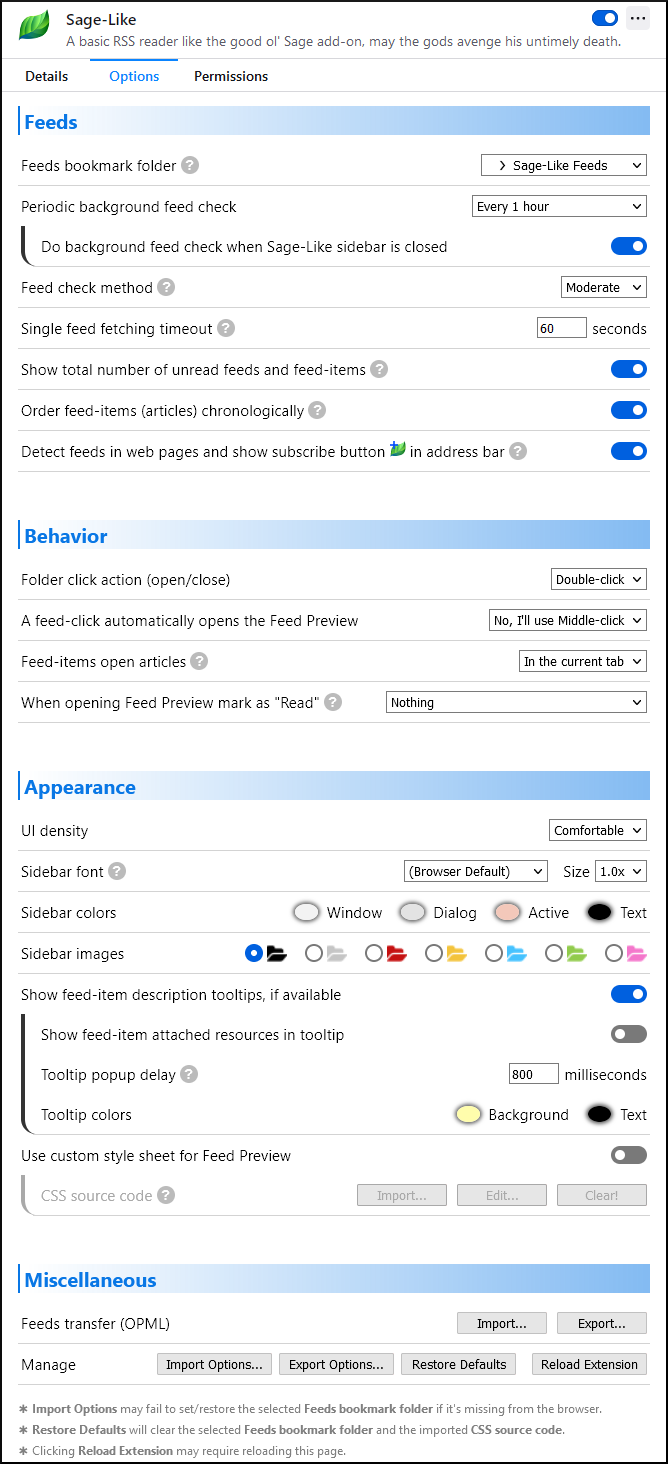 Sage-Like
A basic RSS reader like the good ol' Sage add-on, may the gods avenge his untimely death.
Details Options Permissions
Feeds
Feeds bookmark folder ? > Sage-Like Feeds
Periodic background feed check Every 1 hour
Do background feed check when Sage-Like sidebar is closed
Feed check method ? Moderate
Single feed fetching timeout ? 60 seconds
Show total number of unread feeds and feed-items ?
Order feed-items (articles) chronologically ?
Detect feeds in web pages and show subscribe button in address bar ?
Behavior
Folder click action (open/close) Double-click
A feed-click automatically opens the Feed Preview No, I'll use Middle-click
Feed-items open articles ? In the current tab
When opening Feed Preview mark as "Read" ? Nothing
Appearance
UI density Comfortable
Sidebar font ? (Browser Default) Size 1.0x
Sidebar colors Window Dialog Active Text
Sidebar images
Show feed-item description tooltips, if available
Show feed-item attached resources in tooltip
Tooltip popup delay ? 800 milliseconds
Tooltip colors Background Text
Use custom style sheet for Feed Preview
CSS source code ? Import... Edit... Clear!
Miscellaneous
Feeds transfer (OPML) Import... Export...
Manage Import Options... Export Options... Restore Defaults Reload Extension
∗ Import Options may fail to set/restore the selected Feeds bookmark folder if it's missing from the browser.
∗ Restore Defaults will clear the selected Feeds bookmark folder and the imported CSS source code.
∗ Clicking Reload Extension may require reloading this page.